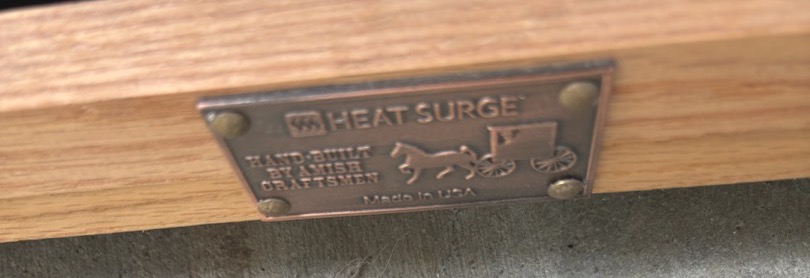 HEAT SURGE
HAND-BUILT
BY AMISH
CRAFTSMEN
Made in USA